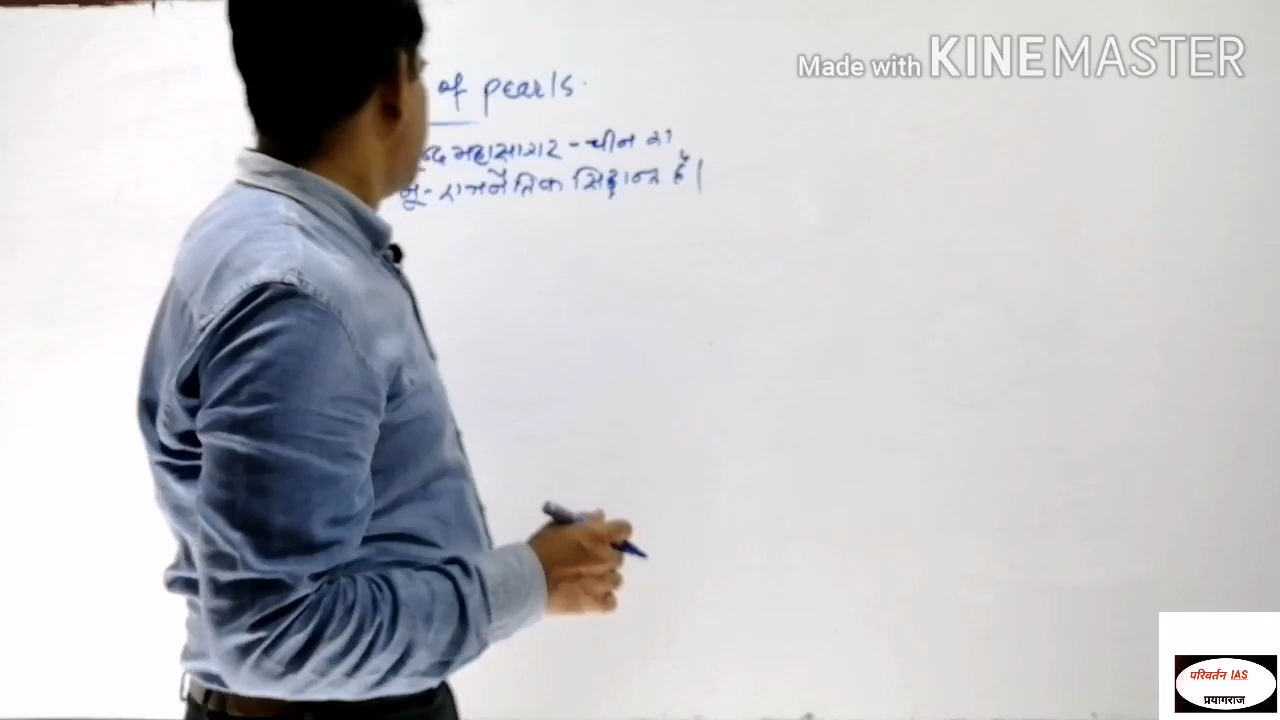 Made with KINEMASTER
of pearls.
न्द महासागर - चीन का
भू - राजनैतिक सिद्धान्त है।
परिवर्तन IAS
प्रयागराज